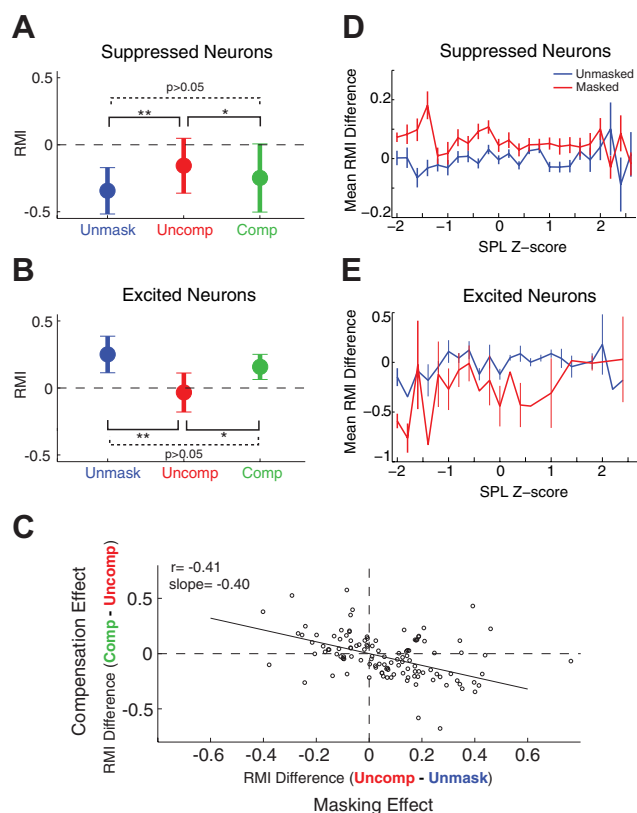 A
Suppressed Neurons
RMI
0.5
0
-0.5
p>0.05
**
*
Unmask
Uncomp
Comp
B
Excited Neurons
RMI
0.5
0
-0.5
**
*
p>0.05
Unmask
Uncomp
Comp
D
Suppressed Neurons
Unmasked
Masked
Mean RMI Difference
0.2
0
−0.2
−2
−1
0
1
2
SPL Z−score
E
Excited Neurons
Mean RMI Difference
0.5
0
−0.5
−1
−2
−1
0
1
2
SPL Z−score
C
r= -0.41
slope= -0.40
Compensation Effect
RMI Difference (Comp - Uncomp)
0.5
0
-0.5
-0.6
-0.4
-0.2
0
0.2
0.4
0.6
RMI Difference (Uncomp - Unmask)
Masking Effect